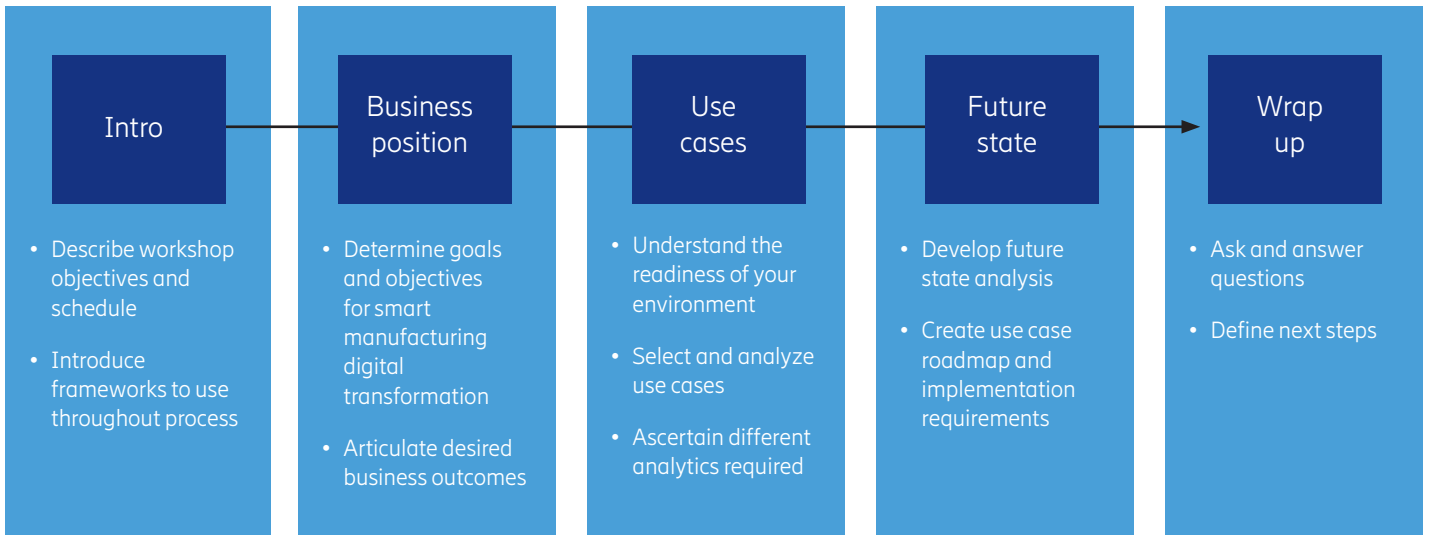 Intro
• Describe workshop
objectives and
schedule
• Introduce
frameworks to use
throughout process
Business
position
• Determine goals
and objectives
for smart
manufacturing
digital
transformation
• Articulate desired
business outcomes
Use
cases
• Understand the
readiness of your
environment
• Select and analyze
use cases
• Ascertain different
analytics required
Future
state
• Develop future
state analysis
• Create use case
roadmap and
implementation
requirements
Wrap
up
• Ask and answer
questions
• Define next steps